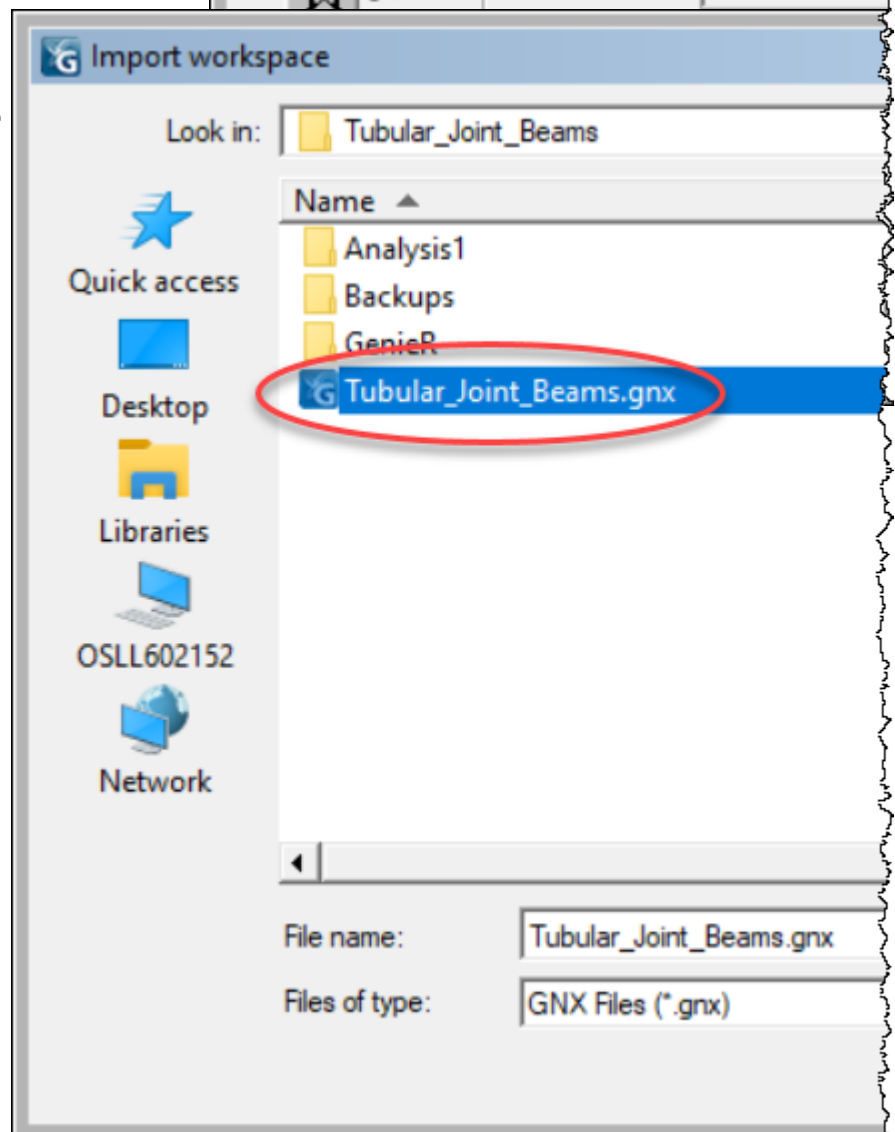 Import workspace
Look in:
Tubular_Joint_Beams
Name
Quick access
Desktop
Libraries
OSLL602152
Network
Analysis1
Backups
GenieR
Tubular_Joint_Beams.gnx
File name:
Tubular_Joint_Beams.gnx
Files of type:
GNX Files (*.gnx)